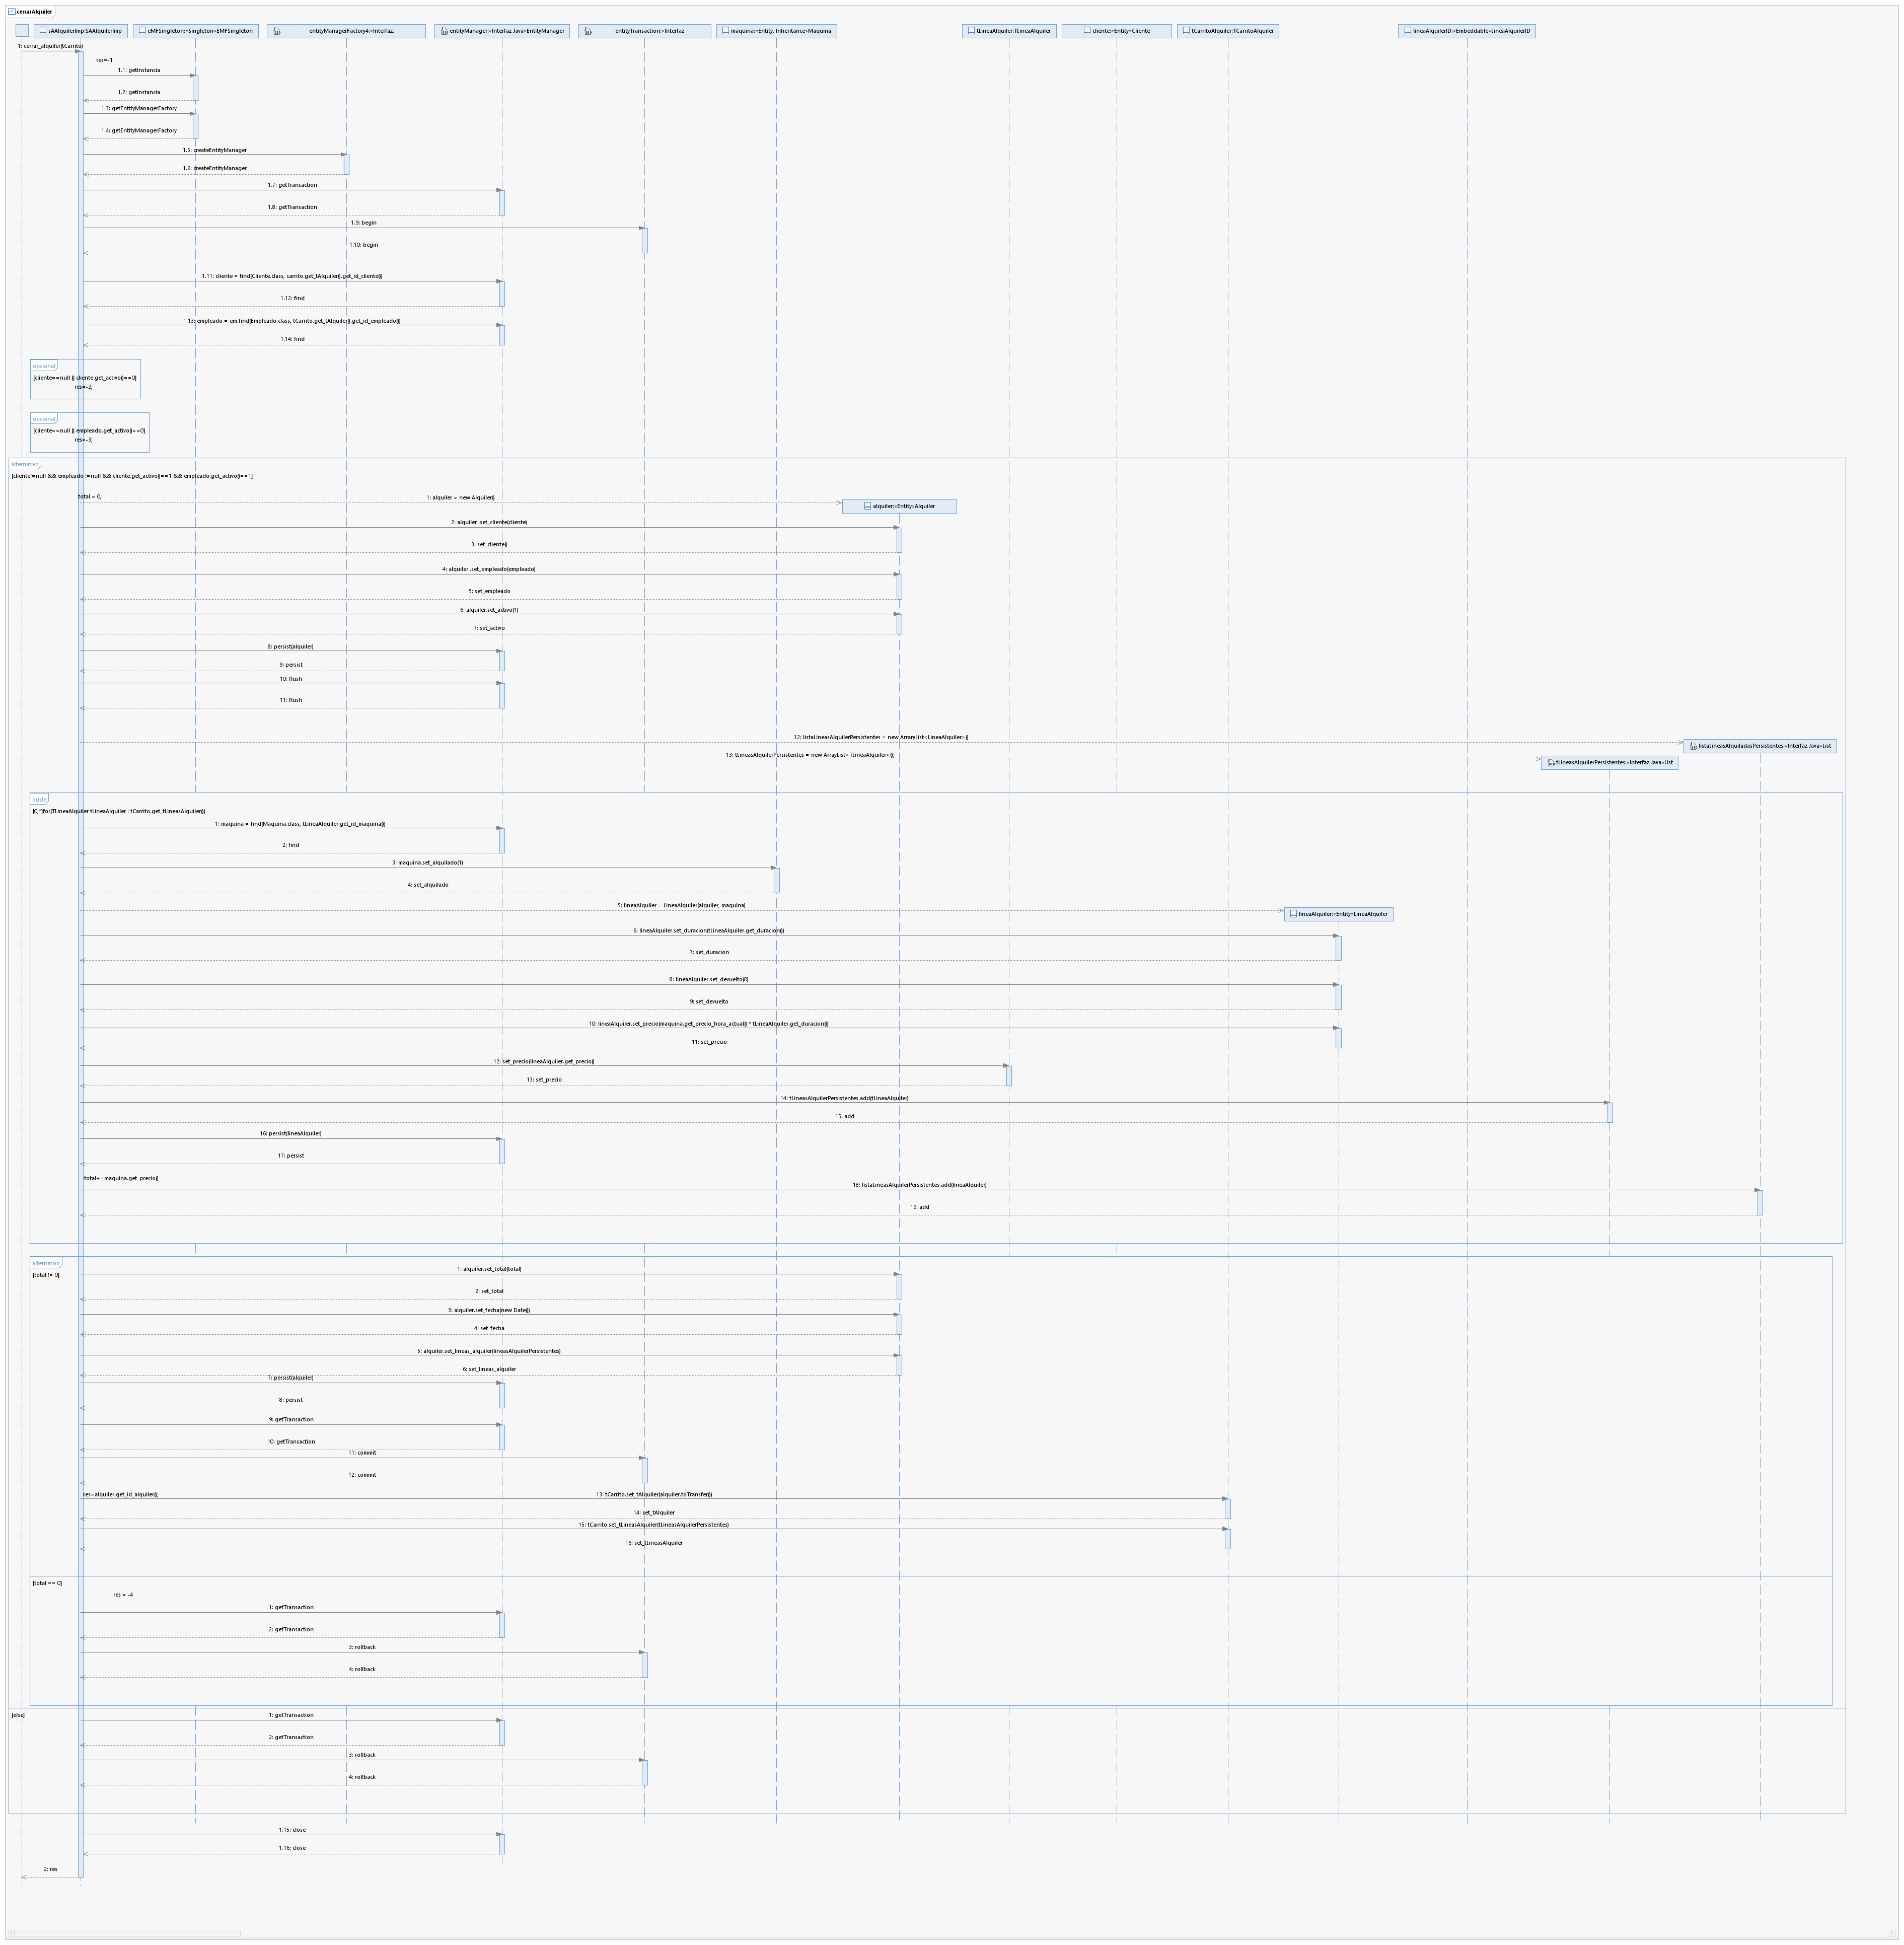 cerrarAlquiler
sAAlquilerImp:SAAlquilerImp
eMFSingleton:«Singleton»EMFSingleton
entityManagerFactory4:«Interfaz.
entityManager:«Interfaz Java»EntityManager
entityTransaction:«Interfaz
maquina:«Entity, Inheritance»Maquina
tLineaAlquiler:TLineaAlquiler
cliente:«Entity»Cliente
tCarritoAlquiler:TCarritoAlquiler
lineaAlquilerID:«Embeddable»LineaAlquilerID
1: cerrar_alquiler(tCarrito)
res=-1
1.1: getInstancia
1.2: getInstancia
1.3: getEntityManagerFactory
1.4: getEntityManagerFactory
1.5: createEntityManager
1.6: createEntityManager
1.7: getTransaction
1.8: getTransaction
1.9: begin
1.10: begin
1.11: cliente = find(Cliente.class, carrito.get_tAlquiler().get_id_cliente())
1.12: find
1.13: empleado = em.find(Empleado.class, tCarrito.get_tAlquiler().get_id_empleado())
1.14: find
opcional
[cliente==null || cliente.get_activo()==0]
res=-2;
opcional
[cliente==null || empleado.get_activo()==0]
res=-3;
alternativo
[cliente!=null && empleado !=null && cliente.get_activo()==1 && empleado.get_activo()==1]
total = 0;
1: alquiler = new Alquiler()
alquiler:«Entity»Alquiler
2: alquiler .set_cliente(cliente)
3: set_cliente()
4: alquiler .set_empleado(empleado)
5: set_empleado
6: alquiler.set_activo(1)
7: set_activo
8: persist(alquiler)
9: persist
10: flush
11: flush
12: listaLineasAlquilerPersistentes = new ArraryList<LineaAlquiler>()
listaLineasAlquiladasPersistentes:«Interfaz Java»List
13: tLineasAlquilerPersistentes = new ArrayList<TLineaAlquiler>();
tLineasAlquilerPersistentes:«Interfaz Java»List
bucle
[0,*]for(TLineaAlquiler tLineaAlquiler : tCarrito.get_tLineasAlquiler())
1: maquina = find(Maquina.class, tLineaAlquiler.get_id_maquina())
2: find
3: maquina.set_alquilado(1)
4: set_alquilado
5: lineaAlquiler = LineaAlquiler(alquiler, maquina)
lineaAlquiler:«Entity»LineaAlquiler
6: lineaAlquiler.set_duracion(tLineaAlquiler.get_duracion())
7: set_duracion
8: lineaAlquiler.set_devuelto(0)
9: set_devuelto
10: lineaAlquiler.set_precio(maquina.get_precio_hora_actual() * tLineaAlquiler.get_duracion())
11: set_precio
12: set_precio(lineaAlquiler.get_precio)
13: set_precio
14: tLineasAlquilerPersistentes.add(tLineaAlquiler)
15: add
16: persist(lineaAlquiler)
17: persist
total+=maquina.get_precio()
18: listaLineasAlquilerPersistentes.add(lineaAlquiler)
19: add
alternativo
[total != 0]
1: alquiler.set_total(total)
2: set_total
3: alquiler.set_fecha(new Date())
4: set_fecha
5: alquiler.set_lineas_alquiler(lineasAlquilerPersistentes)
6: set_lineas_alquiler
7: persist(alquiler)
8: persist
9: getTransaction
10: getTransaction
11: commit
12: commit
res=alquiler.get_id_alquiler();
13: tCarrito.set_tAlquiler(alquiler.toTransfer())
14: set_tAlquiler
15: tCarrito.set_tLineasAlquiler(tLineasAlquilerPersistentes)
16: set_tLineasAlquiler
[total == 0]
res = -4
1: getTransaction
2: getTransaction
3: rollback
4: rollback
[else]
1: getTransaction
2: getTransaction
3: rollback
4: rollback
1.15: close
1.16: close
2: res